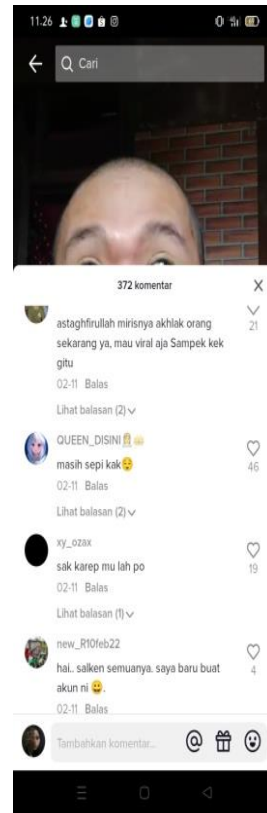 11.26
Cari
372 komentar
astaghfirullah mirisnya akhlak orang
sekarang ya, mau viral aja Sampek kek
gitu
21
02-11 Balas
Lihat balasan (2)
QUEEN_DISINI
masih sepi kak
46
02-11 Balas
Lihat balasan (2)
xy_ozax
sak karep mu lah po
19
02-11 Balas
Lihat balasan (1)
new_R10feb22
hai.. salken semuanya. saya baru buat
akun ni
4
02-11 Balas
Tambahkan komentar...